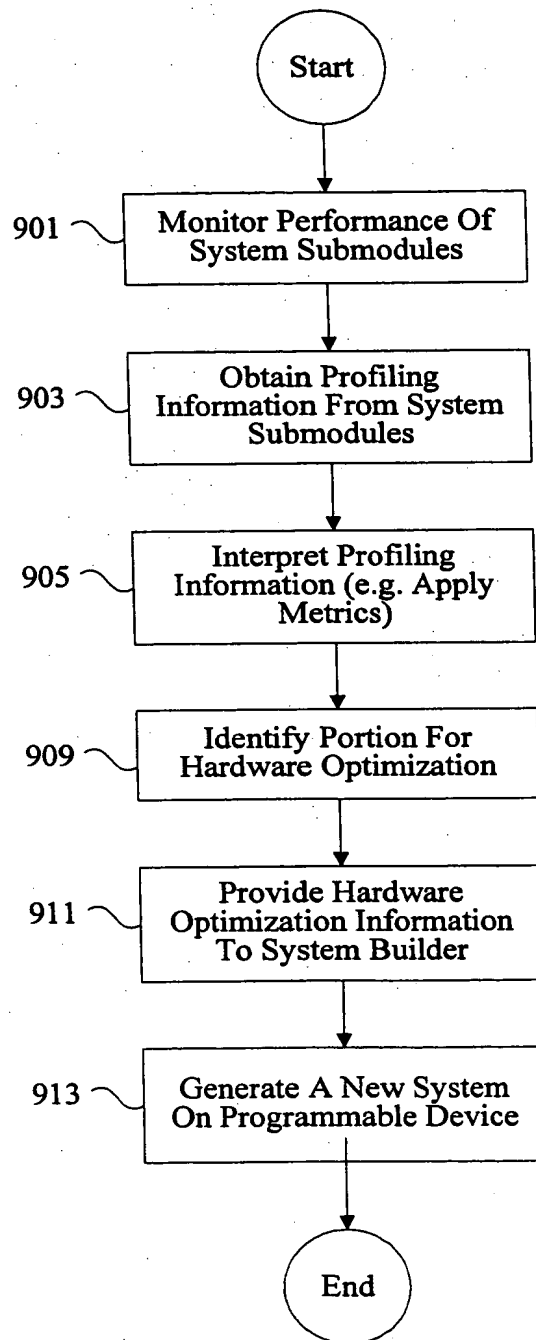 Start
901
Monitor Performance Of
System Submodules
903
Obtain Profiling
Information From System
Submodules
905
Interpret Profiling
Information (e.g. Apply
Metrics)
909
Identify Portion For
Hardware Optimization
911
Provide Hardware
Optimization Information
To System Builder
913
Generate A New System
On Programmable Device
End